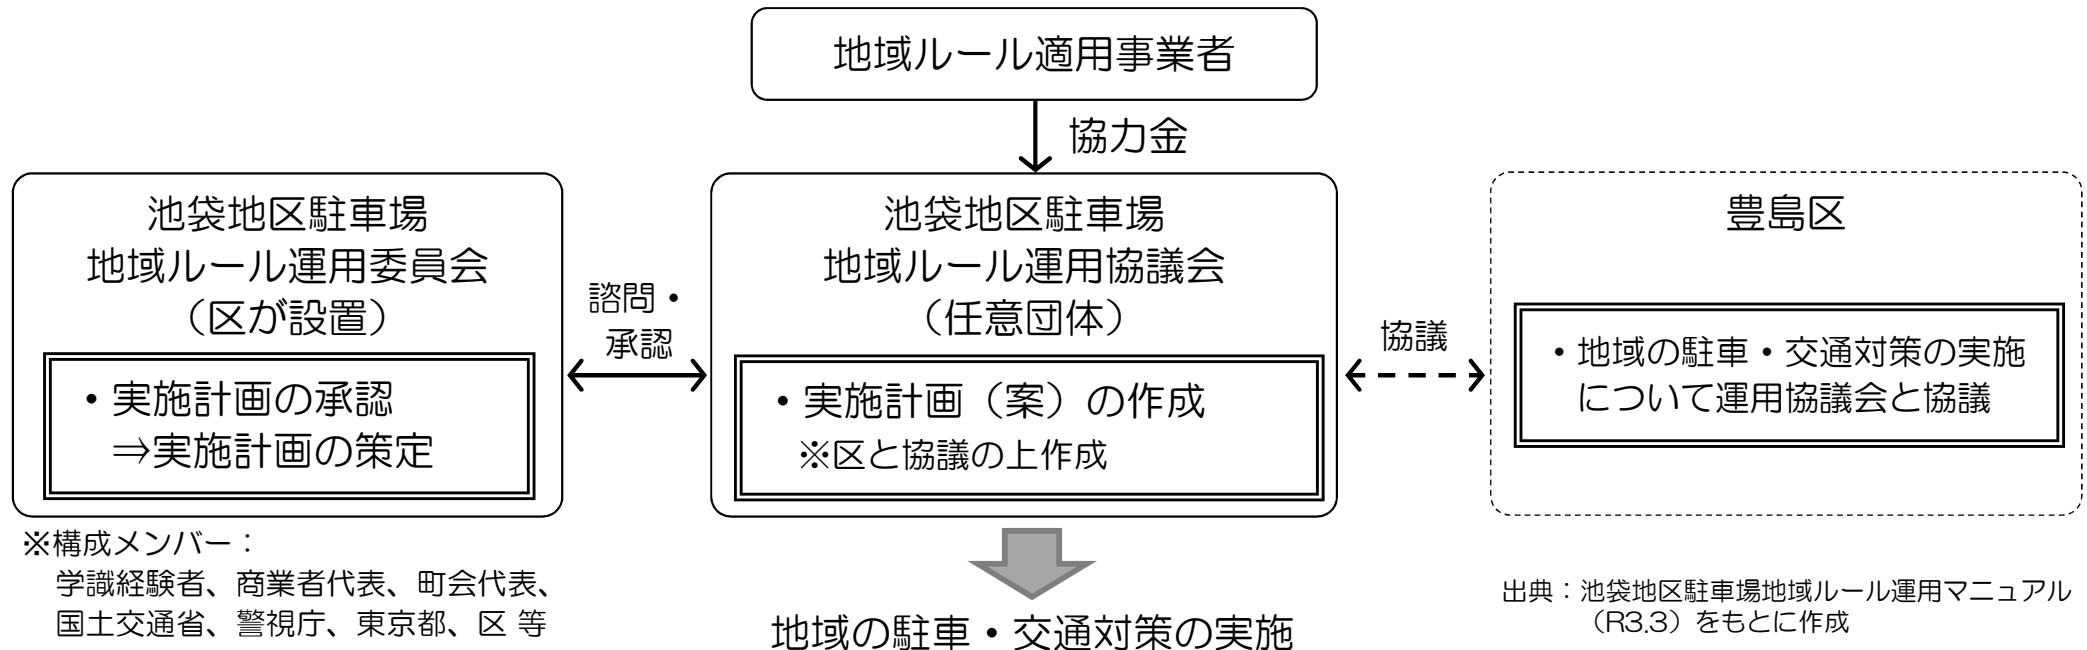 地域ルール適用事業者
協力金
池袋地区駐車場
地域ルール運用委員会
（区が設置）
・実施計画の承認
⇒実施計画の策定
※構成メンバー：
学識経験者、商業者代表、町会代表、
国土交通省、警視庁、東京都、区 等
諮問・
承認
池袋地区駐車場
地域ルール運用協議会
（任意団体）
・実施計画（案）の作成
※区と協議の上作成
地域の駐車・交通対策の実施
協議
豊島区
・地域の駐車・交通対策の実施
について運用協議会と協議
出典：池袋地区駐車場地域ルール運用マニュアル
（R3.3）をもとに作成